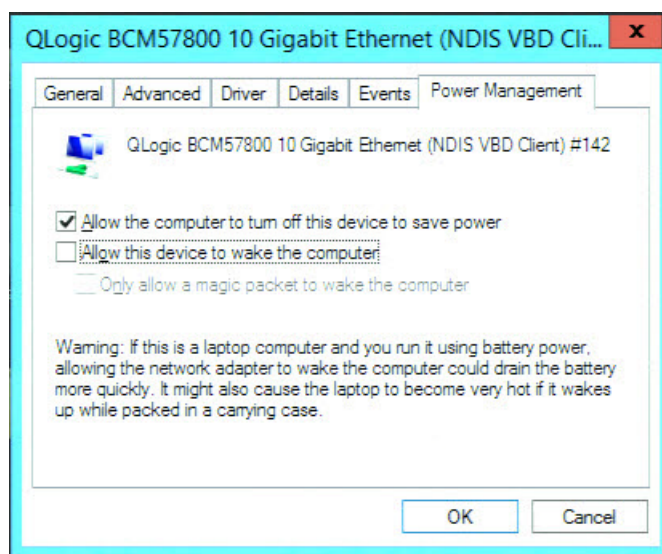 QLogic BCM57800 10 Gigabit Ethernet (NDIS VBD Cli... x
General Advanced Driver Details Events Power Management
QLogic BCM57800 10 Gigabit Ethernet (NDIS VBD Client) #142
Allow the computer to turn off this device to save power
Allow this device to wake the computer
Only allow a magic packet to wake the computer
Warning: If this is a laptop computer and you run it using battery power,
allowing the network adapter to wake the computer could drain the battery
more quickly. It might also cause the laptop to become very hot if it wakes
up while packed in a carrying case.
OK Cancel